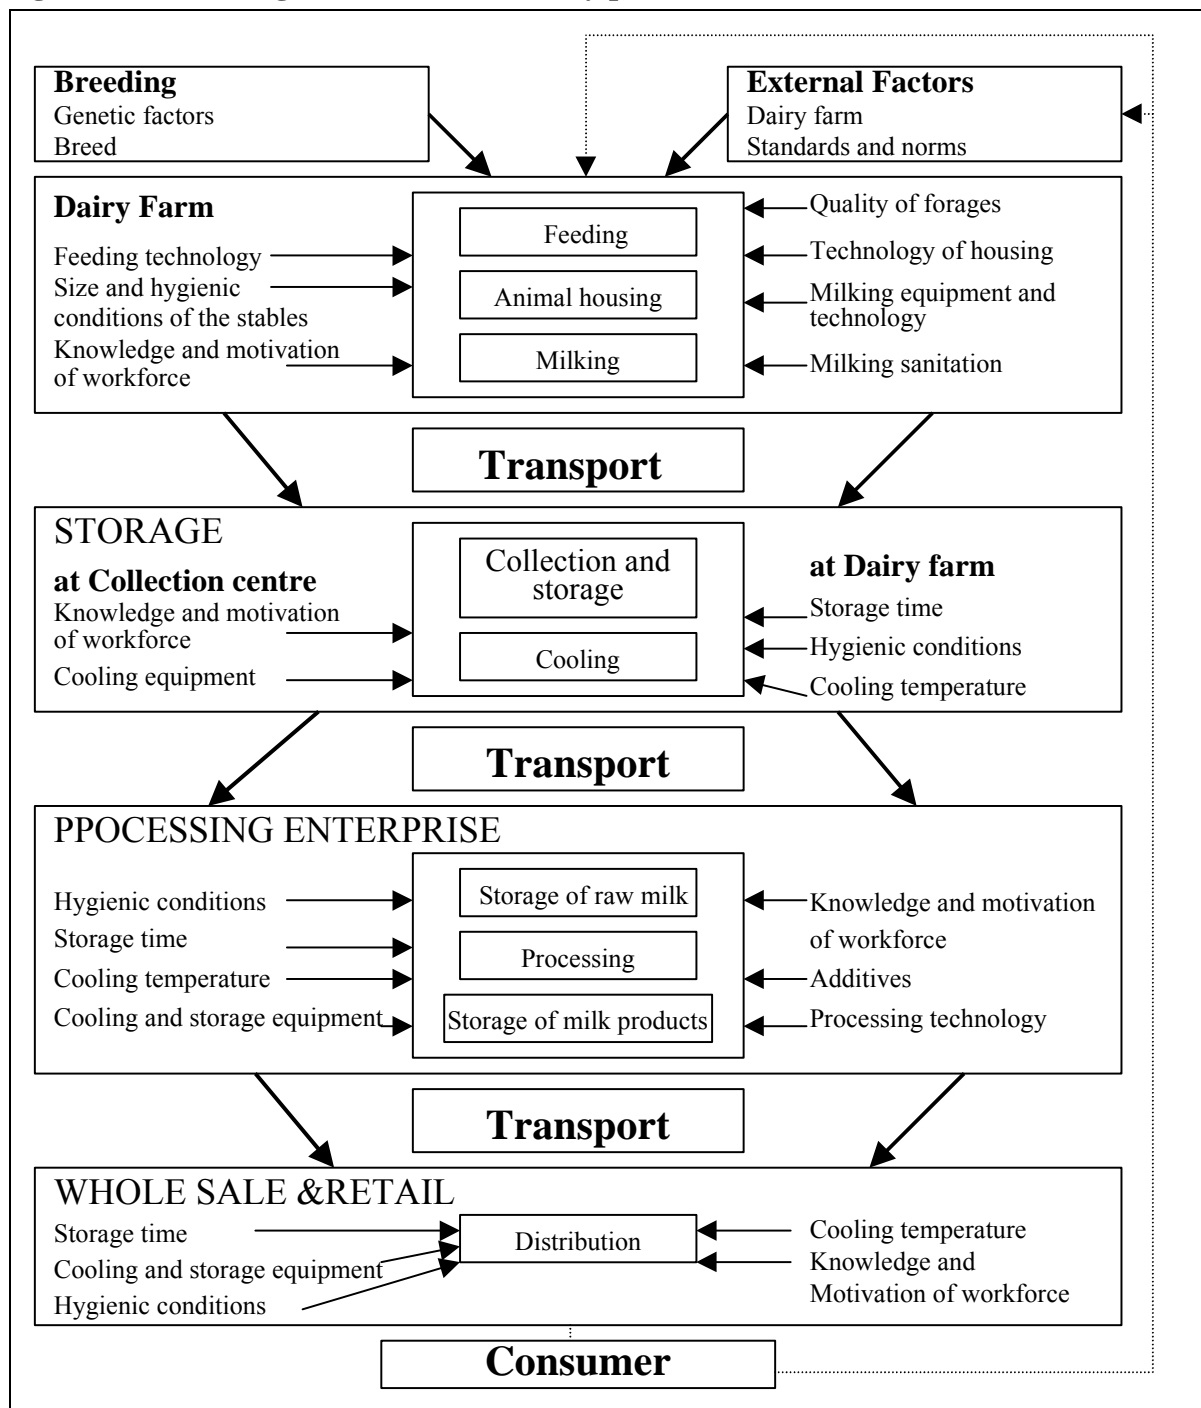 Breeding
Genetic factors
Breed
External Factors
Dairy farm
Standards and norms
Dairy Farm
Feeding technology
Size and hygienic
conditions of the stables
Knowledge and motivation
of workforce
Feeding
Animal housing
Milking
Quality of forages
Technology of housing
Milking equipment and
technology
Milking sanitation
Transport
STORAGE
at Collection centre
Knowledge and motivation
of workforce
Cooling equipment
Collection and
storage
Cooling
at Dairy farm
Storage time
Hygienic conditions
Cooling temperature
Transport
PPOCESSING ENTERPRISE
Hygienic conditions
Storage time
Cooling temperature
Cooling and storage equipment
Storage of raw milk
Processing
Storage of milk products
Knowledge and motivation
of workforce
Additives
Processing technology
Transport
WHOLE SALE &RETAIL
Storage time
Cooling and storage equipment
Hygienic conditions
Distribution
Cooling temperature
Knowledge and
Motivation of workforce
Consumer